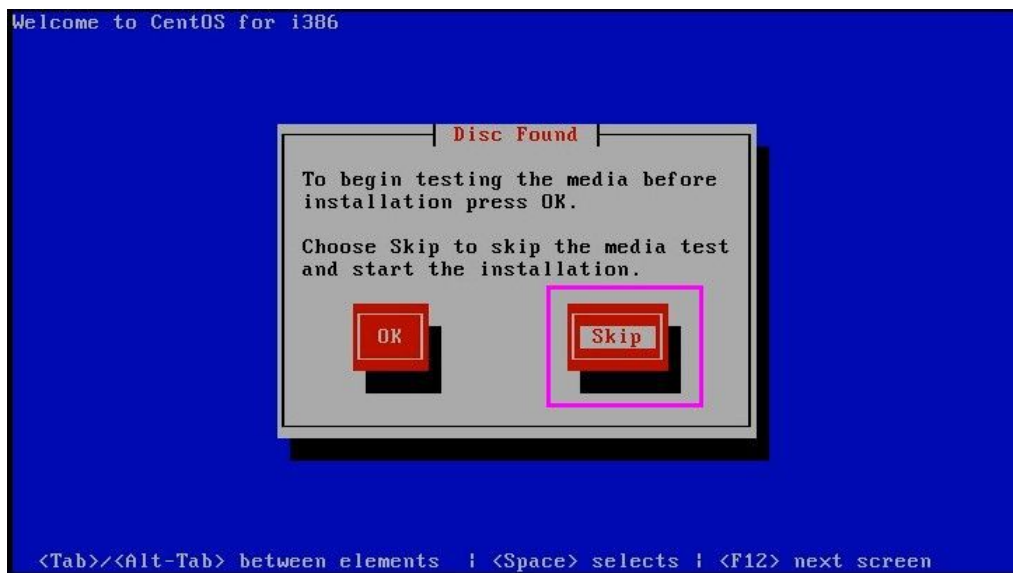 Welcome to CentOS for i386
Disc Found
To begin testing the media before
installation press OK.
Choose Skip to skip the media test
and start the installation.
OK Skip
<Tab>/<Alt-Tab> between elements | <Space> selects | <F12> next screen